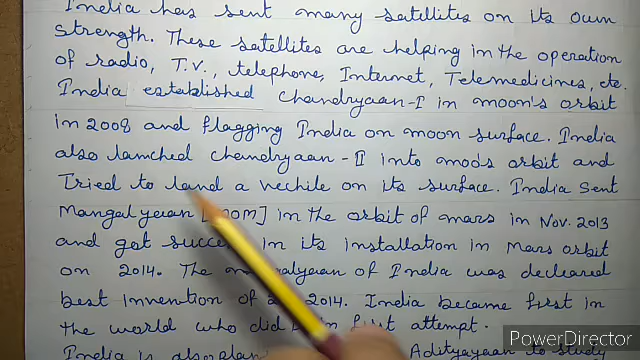 India has sent many satellites on its own
strength. These satellites are helping in the operation
of radio, T.V., telephone, Internet, Telemedicines, etc.
India established Chandryaan-I in moon's orbit
in 2008 and flagging India on moon surface. India
also lamched chandryaan-II into orbit and
Tried to land a vechile on its surface. India sent
Mangalyaan [MOM] in the orbit of mars in Nov. 2013
and get in its installation in Mars orbit
on 2014. The of India was declared
best Invention of 2014. India became first in
the world who did in first attempt.
India is also Adityayaan to study
PowerDirector